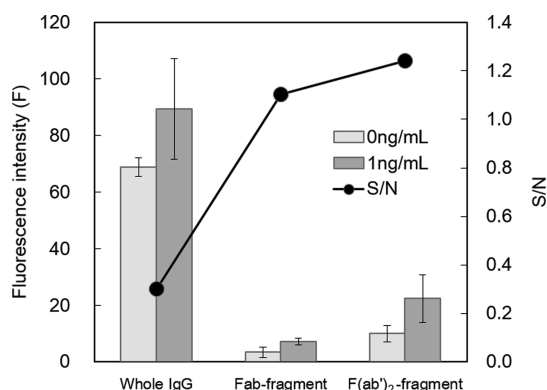 Fluorescence intensity (F)
120
100
80
60
40
20
0
1.4
1.2
1.0
0.8
0.6
0.4
0.2
0.0
S/N
0ng/mL
1ng/mL
S/N
Whole IgG Fab-fragment F(ab')₂-fragment